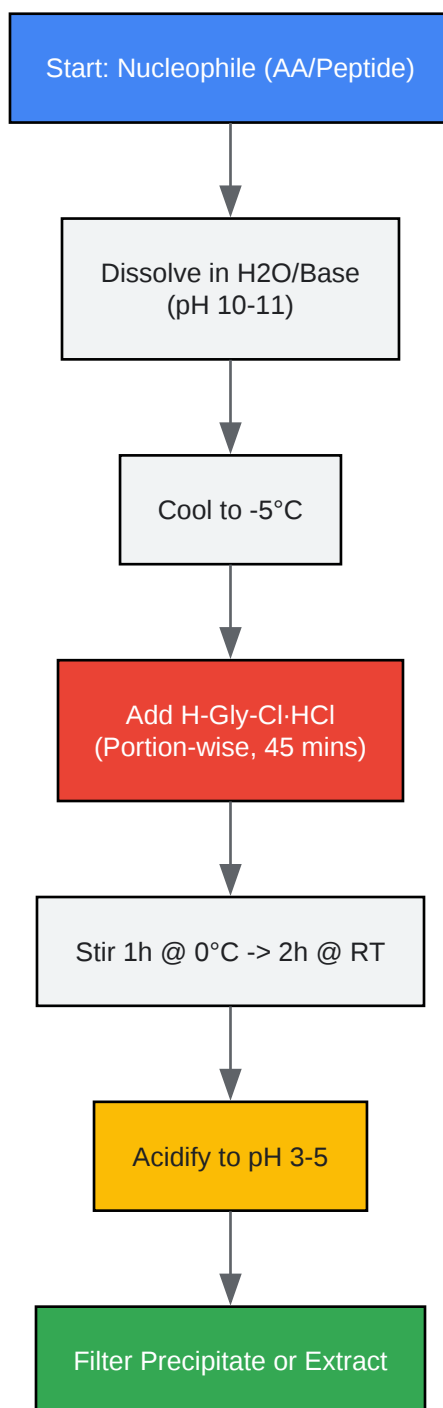 Start: Nucleophile (AA/Peptide)
Dissolve in H2O/Base
(pH 10-11)
Cool to -5°C
Add H-Gly-Cl·HCl
(Portion-wise, 45 mins)
Stir 1h @ 0°C -> 2h @ RT
Acidify to pH 3-5
Filter Precipitate or Extract